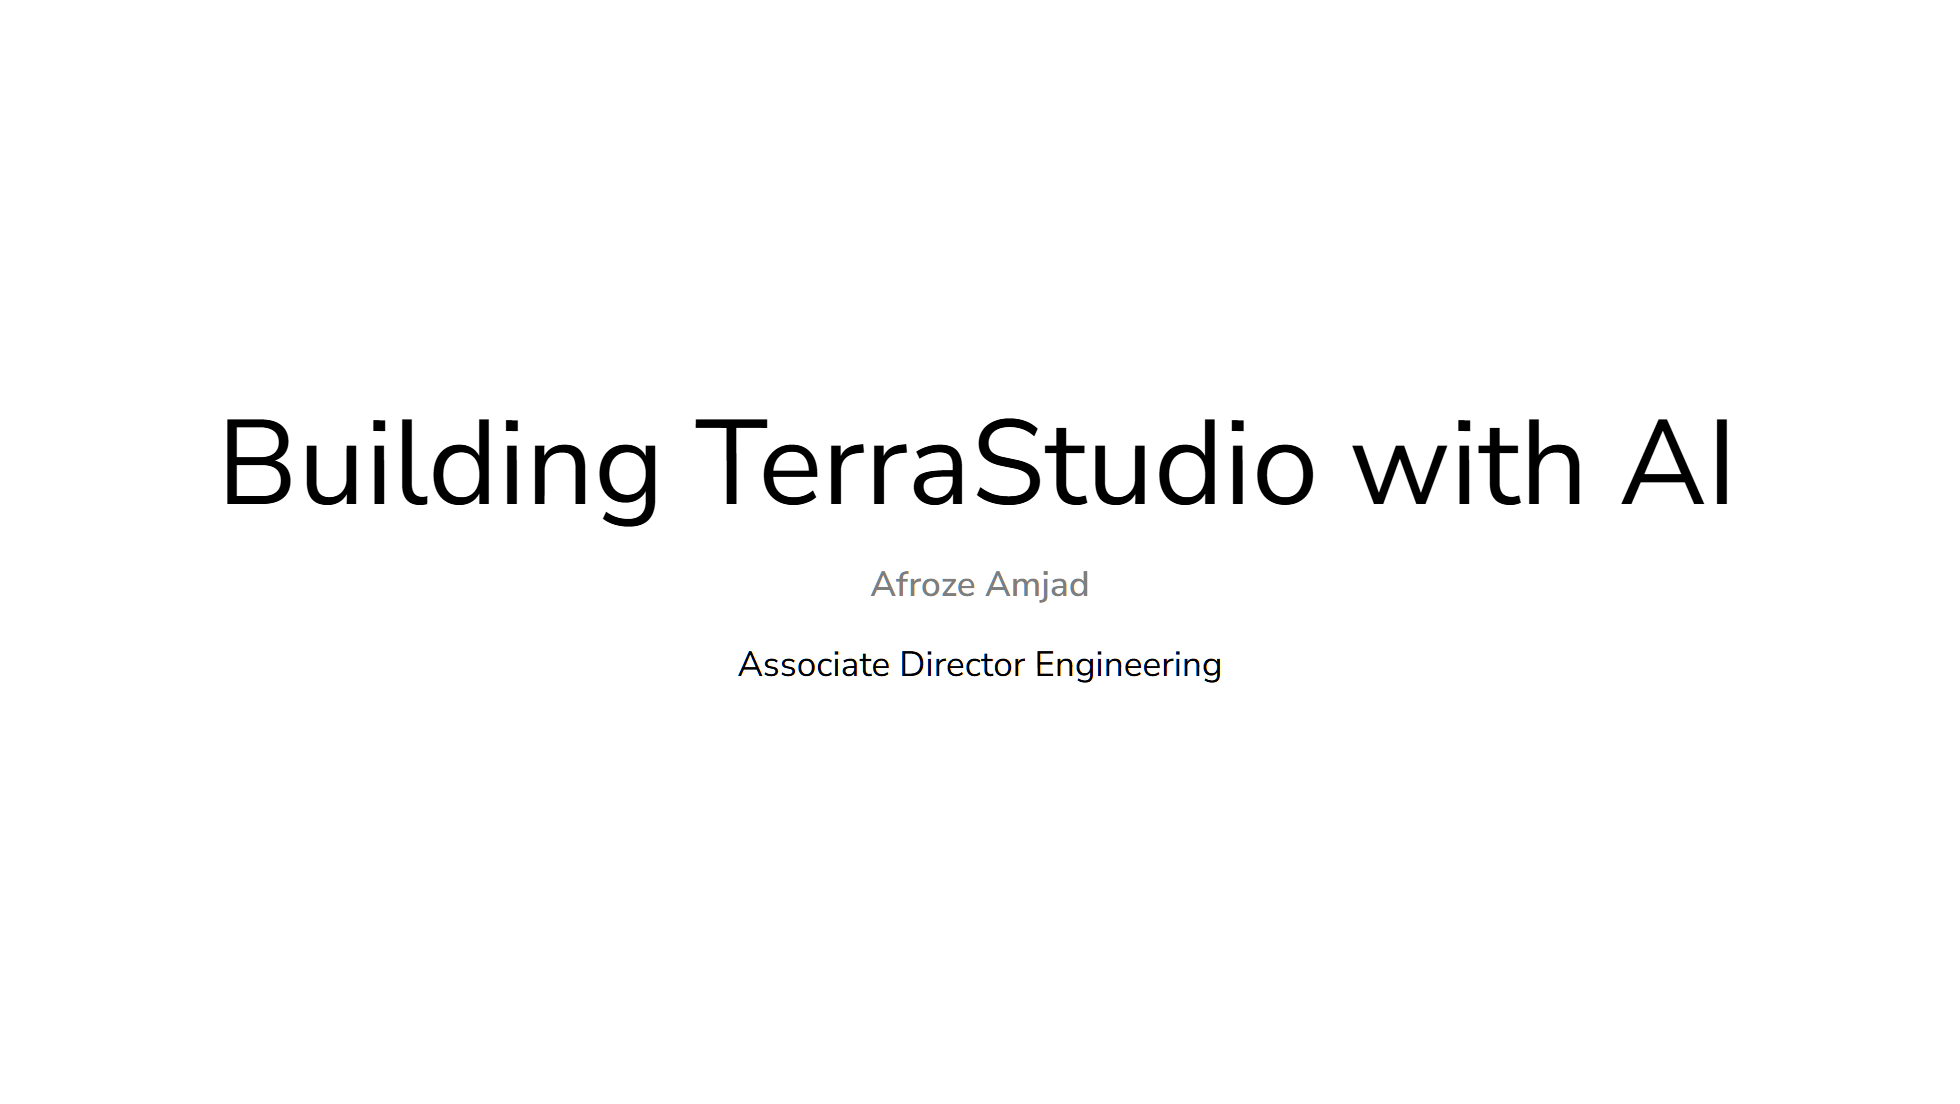 Building TerraStudio with AI
Afroze Amjad
Associate Director Engineering